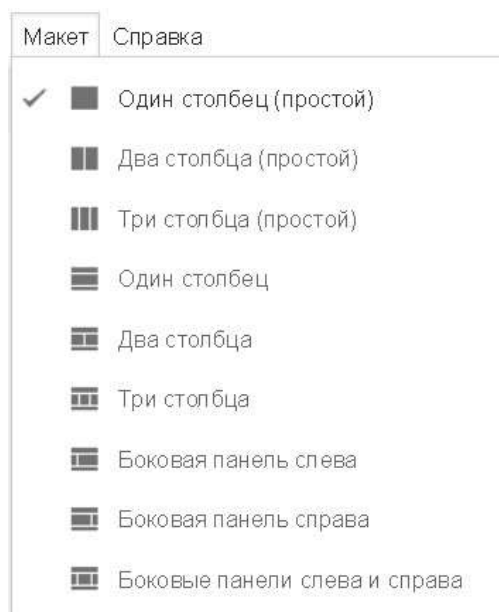 Макет Справка
Один столбец (простой)
Два столбца (простой)
Три столбца (простой)
Один столбец
Два столбца
Три столбца
Боковая панель слева
Боковая панель справа
Боковые панели слева и справа